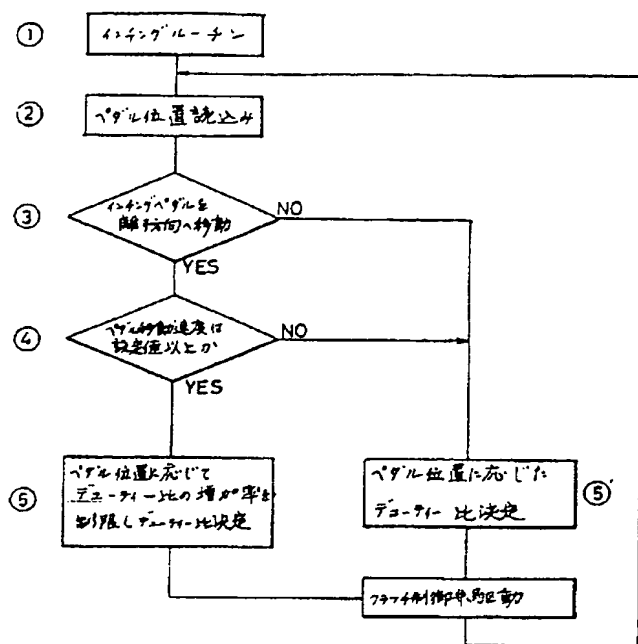 ① インチングルーチン
② ペダル位置読込み
③ インチングペダルを
離す方向へ移動
NO
YES
④ ペダル移動速度は
設定値以上か
NO
YES
⑤ ペダル位置に応じて
デューティー比の増加率を
制限しデューティー比決定
ペダル位置に応じた ⑤'
デューティー比決定
クラッチ制御弁駆動